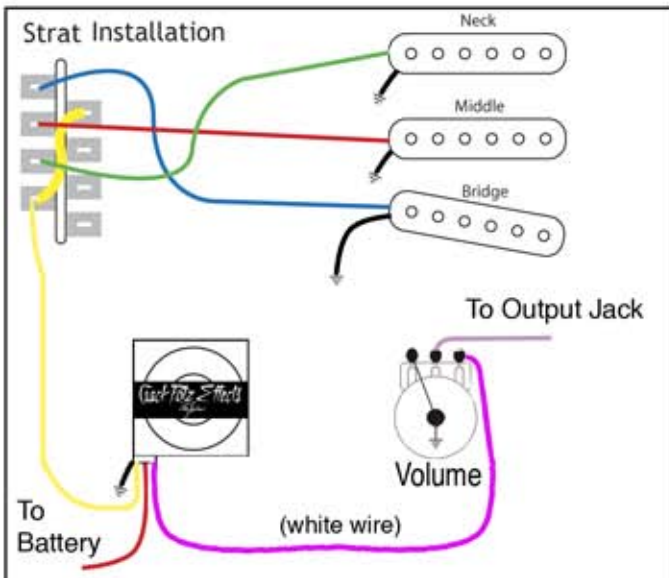 Strat Installation
Neck
Middle
Bridge
To Output Jack
Volume
To
Battery
(white wire)